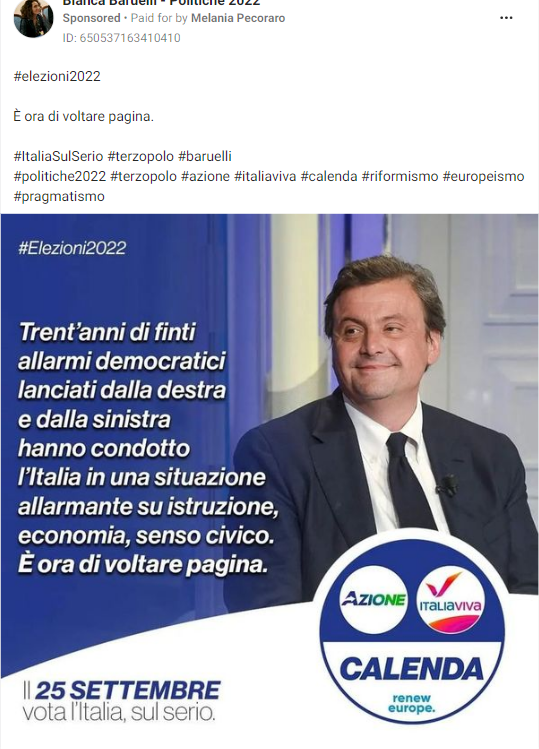 Bianca Baruelli - Politiche 2022
Sponsored • Paid for by Melania Pecoraro
ID: 650537163410410
#elezioni2022
È ora di voltare pagina.
#ItaliaSulSerio #terzopolo #baruelli
#politiche2022 #terzopolo #azione #italiaviva #calenda #riformismo #europeismo
#pragmatismo
#Elezioni2022
Trent'anni di finti
allarmi democratici
lanciati dalla destra
e dalla sinistra
hanno condotto
l'Italia in una situazione
allarmante su istruzione,
economia, senso civico.
È ora di voltare pagina.
AZIONE
ITALIAVIVA
CALENDA
renew
europe.
Il 25 SETTEMBRE
vota l'Italia, sul serio.